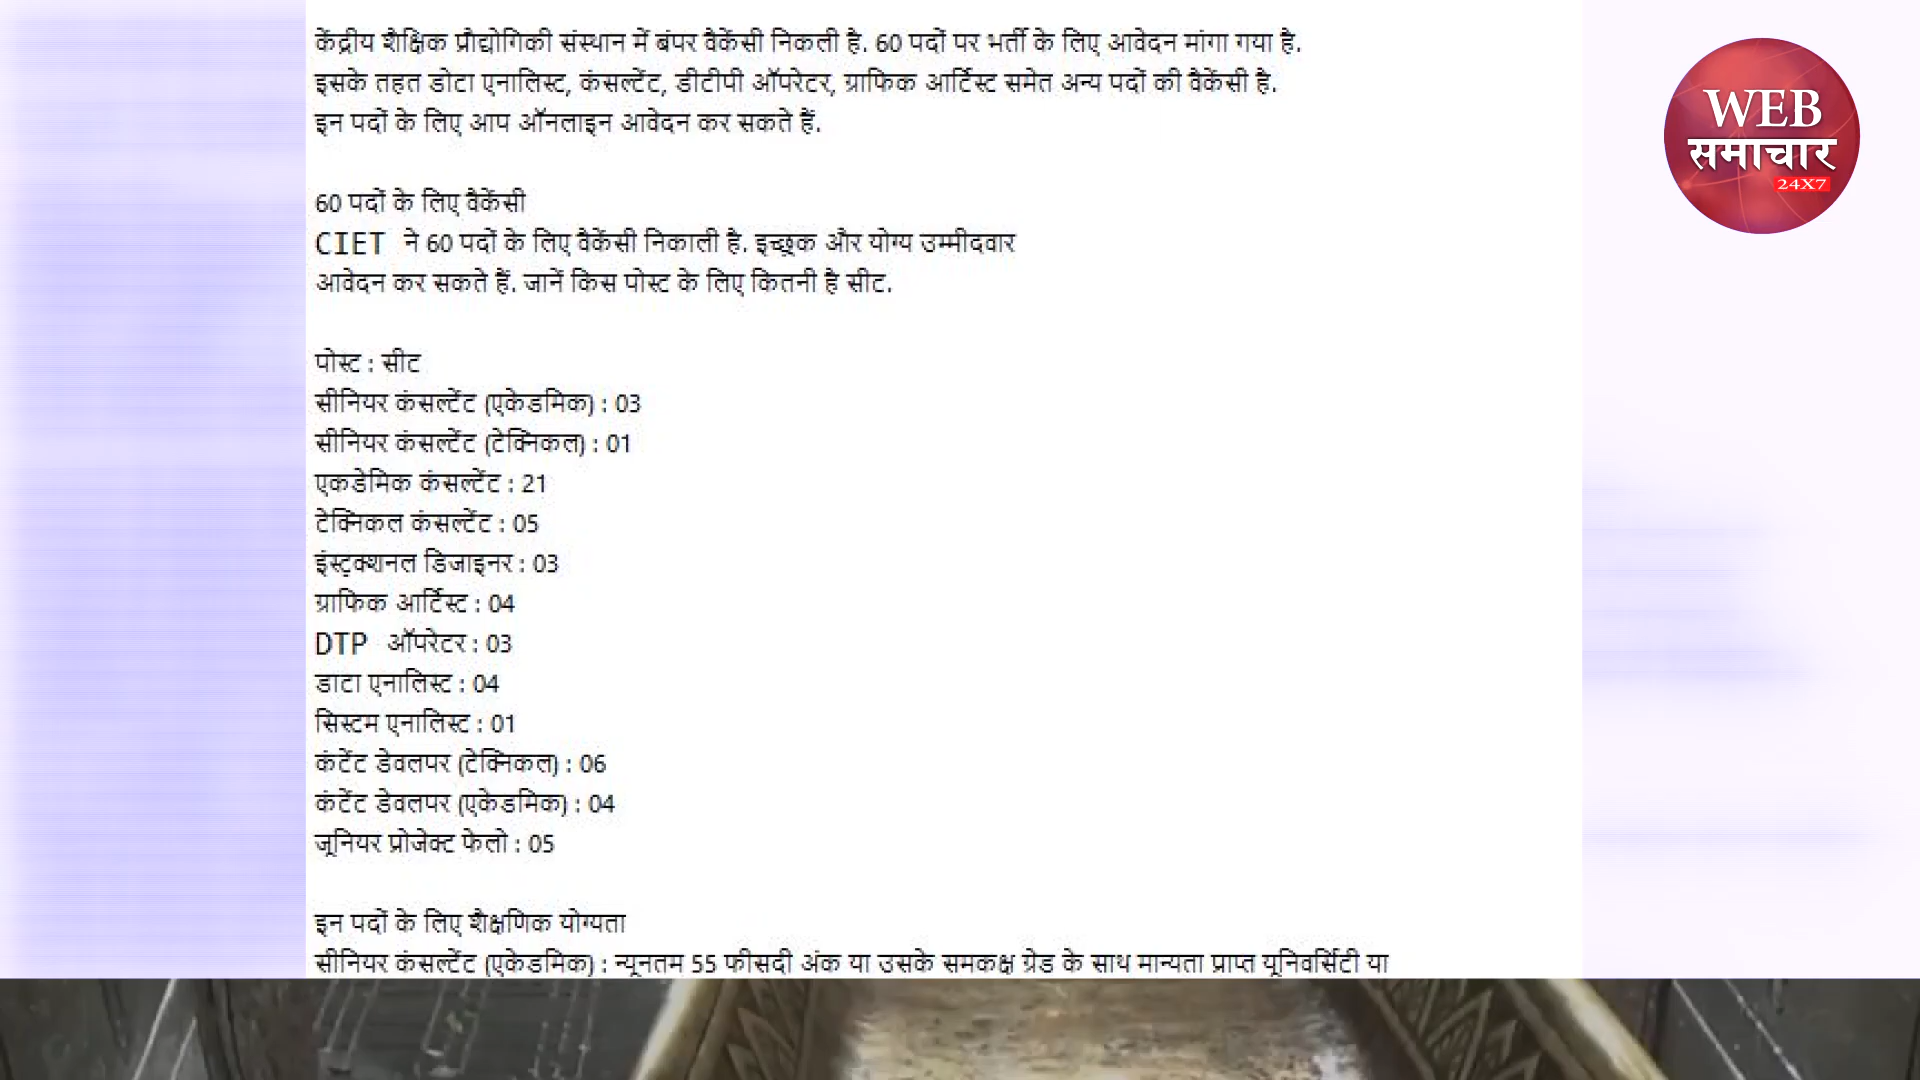 केंद्रीय शैक्षिक प्रौद्योगिकी संस्थान में बंपर वैकेंसी निकली है. 60 पदों पर भर्ती के लिए आवेदन मांगा गया है.
इसके तहत डोटा एनालिस्ट, कंसल्टेंट, डीटीपी ऑपरेटर, ग्राफिक आर्टिस्ट समेत अन्य पदों की वैकेंसी है.
इन पदों के लिए आप ऑनलाइन आवेदन कर सकते हैं.
60 पदों के लिए वैकेंसी
CIET ने 60 पदों के लिए वैकेंसी निकाली है. इच्छुक और योग्य उम्मीदवार
आवेदन कर सकते हैं. जानें किस पोस्ट के लिए कितनी है सीट.
पोस्ट : सीट
सीनियर कंसल्टेंट (एकेडमिक) : 03
सीनियर कंसल्टेंट (टेक्निकल) : 01
एकडेमिक कंसल्टेंट : 21
टेक्निकल कंसल्टेंट : 05
इंस्ट्रक्शनल डिजाइनर : 03
ग्राफिक आर्टिस्ट : 04
DTP ऑपरेटर : 03
डाटा एनालिस्ट : 04
सिस्टम एनालिस्ट : 01
कंटेंट डेवलपर (टेक्निकल) : 06
कंटेंट डेवलपर (एकेडमिक) : 04
जूनियर प्रोजेक्ट फेलो : 05
इन पदों के लिए शैक्षणिक योग्यता
सीनियर कंसल्टेंट (एकेडमिक) : न्यूनतम 55 फीसदी अंक या उसके समकक्ष ग्रेड के साथ मान्यता प्राप्त यूनिवर्सिटी या
WEB
समाचार
24X7